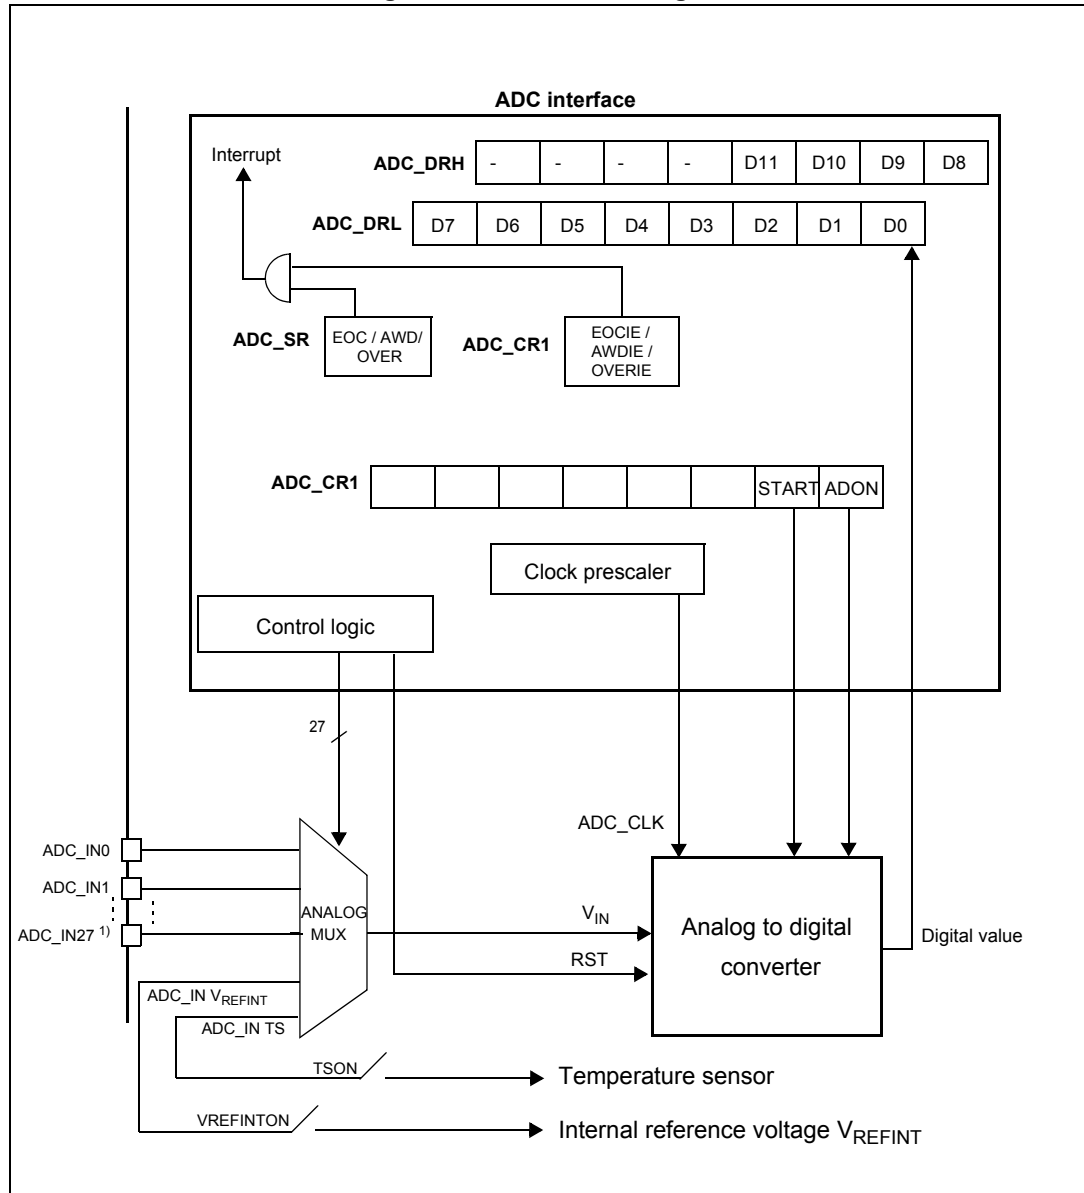 ADC interface
Interrupt
ADC_DRH - - - - D11 D10 D9 D8
ADC_DRL D7 D6 D5 D4 D3 D2 D1 D0
ADC_SR
EOC / AWD/
OVER
ADC_CR1
EOCIE /
AWDIE /
OVERIE
ADC_CR1 START ADON
Clock prescaler
Control logic
27
ADC_CLK
ADC_IN0
ADC_IN1
ADC_IN27 1)
ANALOG
MUX
VIN
RST
Analog to digital
converter
Digital value
ADC_IN VREFINT
ADC_IN TS
TSON
Temperature sensor
VREFINTON
Internal reference voltage VREFINT